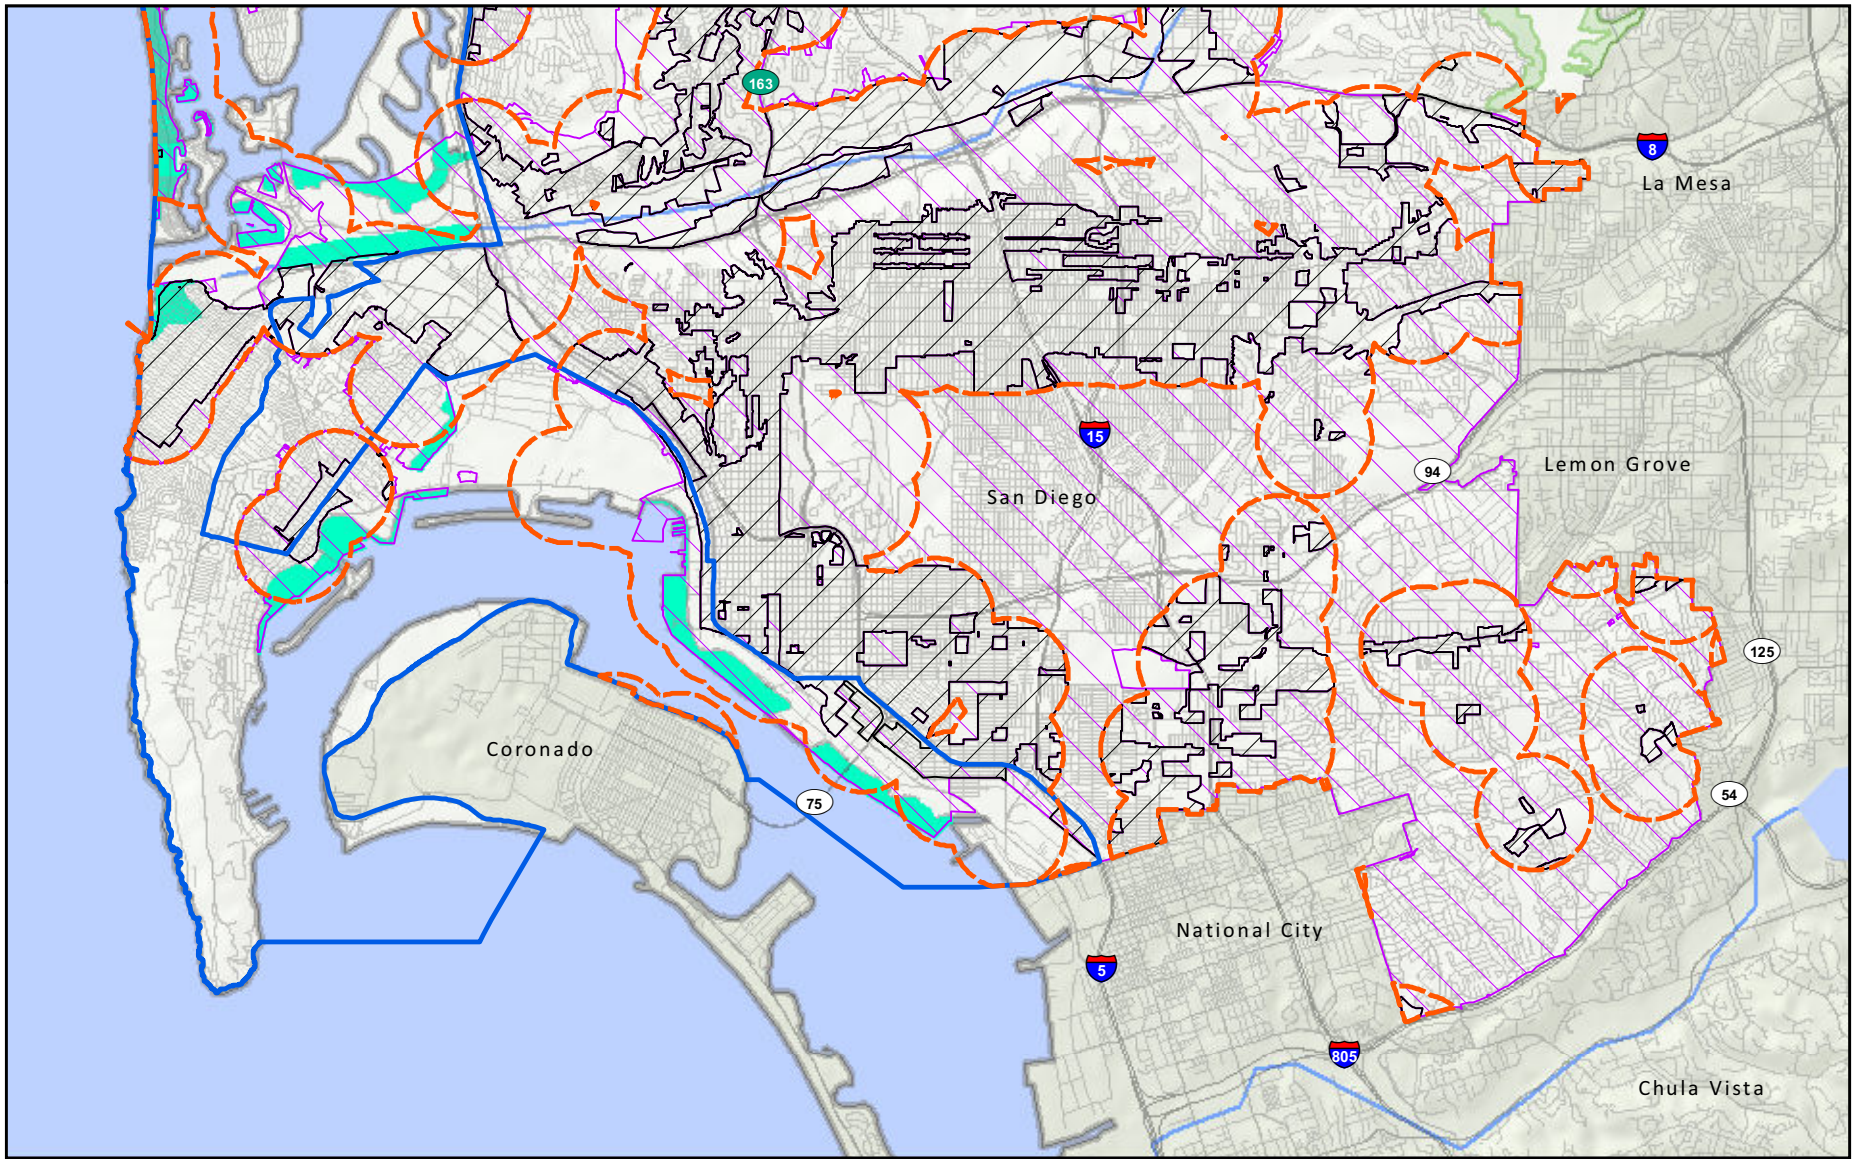 163
8
La Mesa
15
94
Lemon Grove
San Diego
125
Coronado
75
54
National City
5
805
Chula Vista